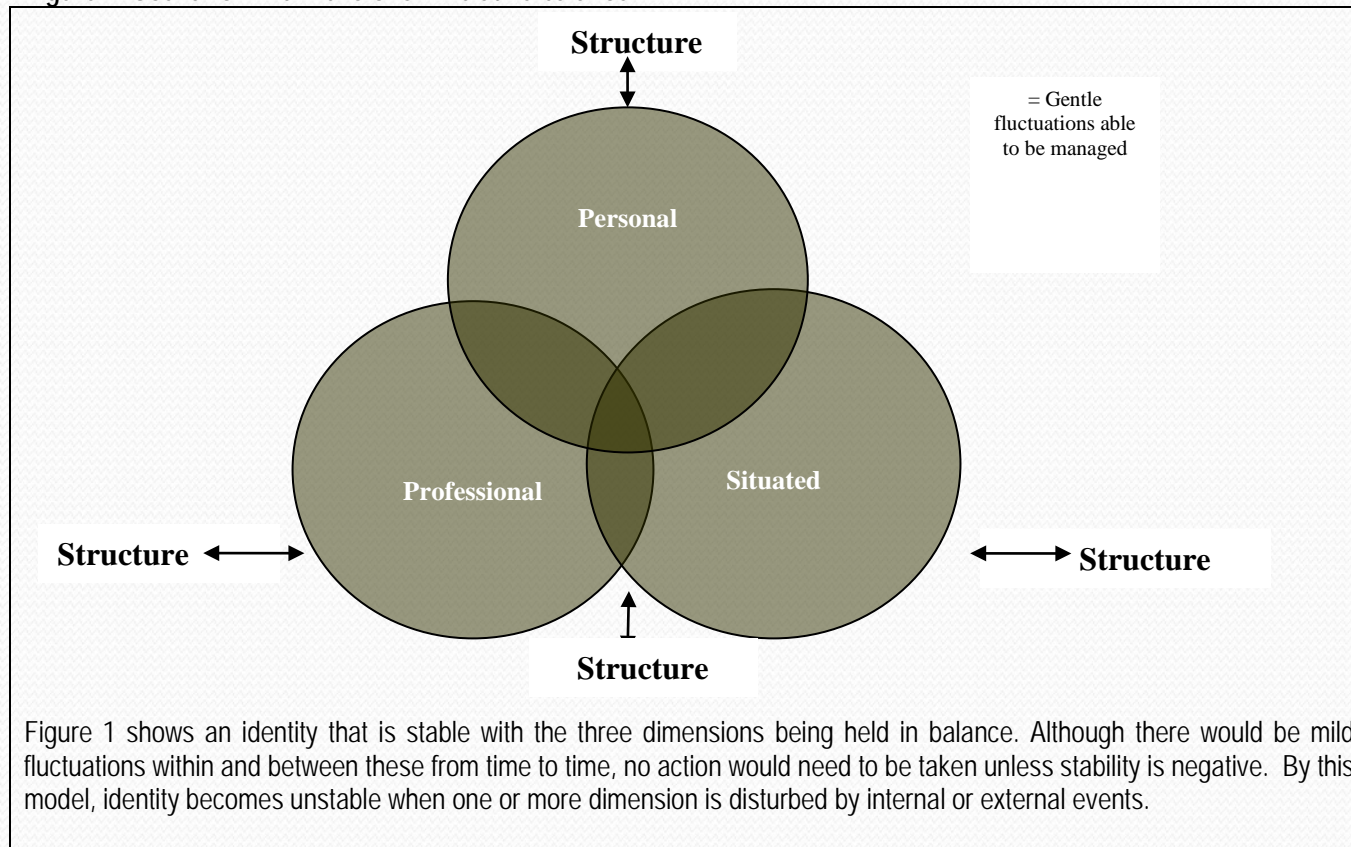 Structure
= Gentle
fluctuations able
to be managed
Personal
Professional
Situated
Structure
Structure
Structure
Figure 1 shows an identity that is stable with the three dimensions being held in balance. Although there would be mild
fluctuations within and between these from time to time, no action would need to be taken unless stability is negative. By this
model, identity becomes unstable when one or more dimension is disturbed by internal or external events.